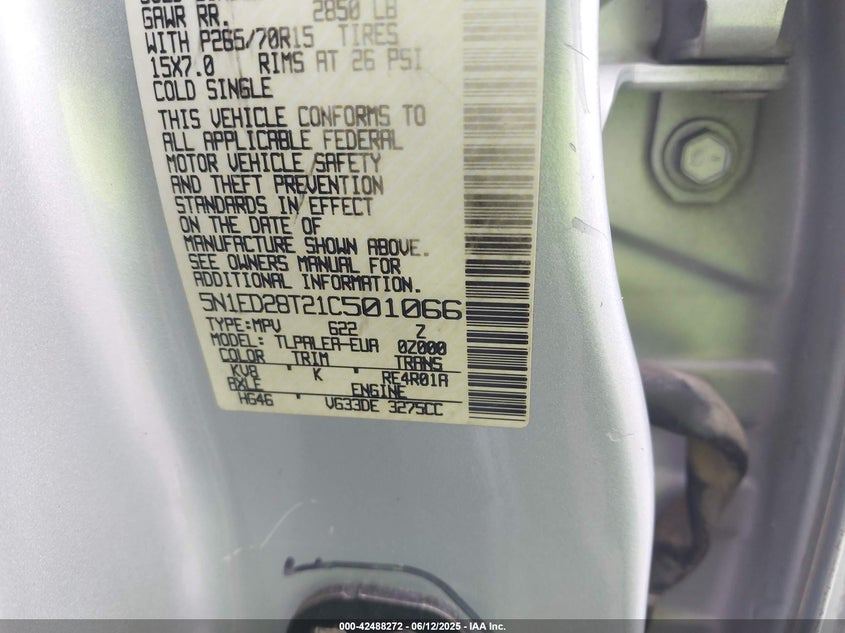 GAWR RR. 2850 LB
WITH P265/70R15 TIRES
15X7.0 RIMS AT 26 PSI
COLD SINGLE
THIS VEHICLE CONFORMS TO
ALL APPLICABLE FEDERAL
MOTOR VEHICLE SAFETY
AND THEFT PREVENTION
STANDARDS IN EFFECT
ON THE DATE OF
MANUFACTURE SHOWN ABOVE.
SEE OWNERS MANUAL FOR
ADDITIONAL INFORMATION.
5N1ED28T21C501066
TYPE:MPV 622 Z
MODEL: TLPALEA-EUA 0Z000
COLOR TRIM TRANS
KV8 K RE4R01A
AXLE ENGINE
HG46 VG33DE 3275CC
000-42488272 - 06/12/2025 - IAA Inc.